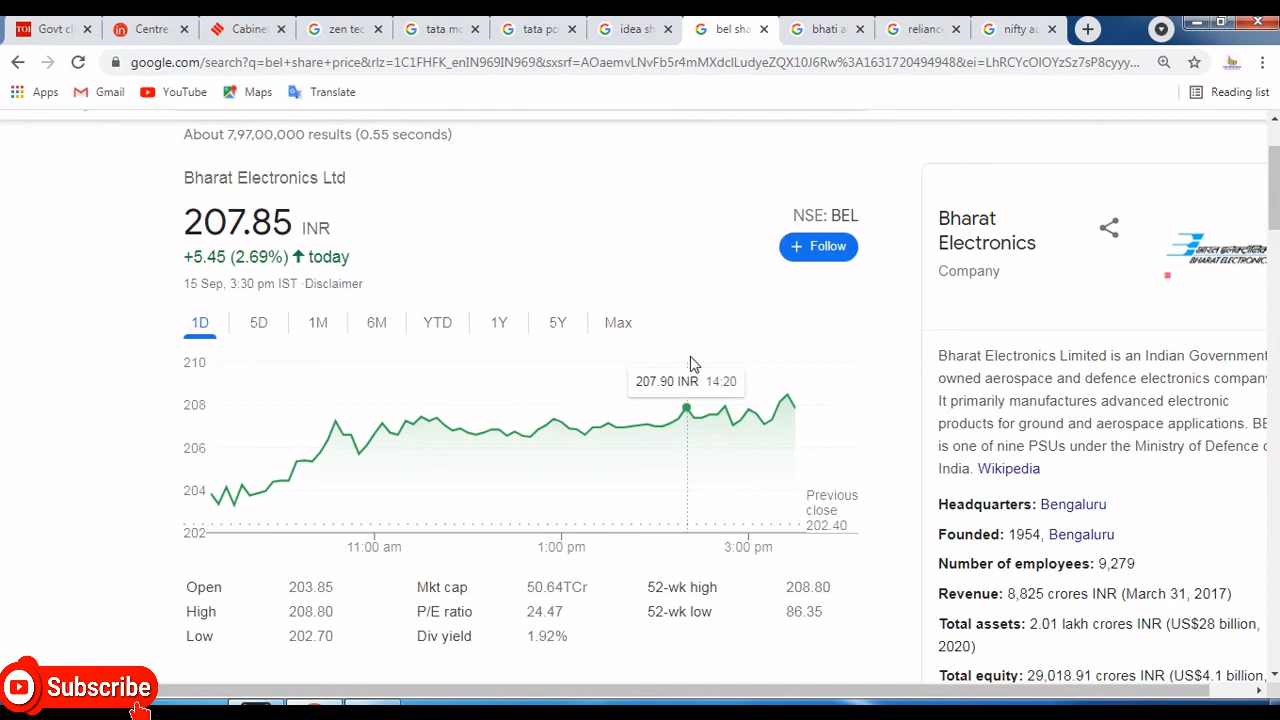 Govt cl
Centre
Cabine
zen tec
tata mo
tata po
idea sh
bel sha
bhati a
relianc
nifty au
google.com/search?q=bel+share+price&rlz=1C1FHFK_enIN969IN969&sxsrf=AOaemvLNvFb5r4mMXdcILudyeZQX10J6Rw%3A1631720494948&ei=LhRCYcOIOYzSz7sP8cyyy...
Apps
Gmail
YouTube
Maps
Translate
Reading list
About 7,97,00,000 results (0.55 seconds)
Bharat Electronics Ltd
207.85 INR
+5.45 (2.69%) today
15 Sep, 3:30 pm IST · Disclaimer
NSE: BEL
+ Follow
1D 5D 1M 6M YTD 1Y 5Y Max
210
208
206
204
202
207.90 INR 14:20
Previous
close
202.40
11:00 am 1:00 pm 3:00 pm
Open 203.85 Mkt cap 50.64TCr 52-wk high 208.80
High 208.80 P/E ratio 24.47 52-wk low 86.35
Low 202.70 Div yield 1.92%
Bharat
Electronics
Company
BHARAT ELECTRONIC
Bharat Electronics Limited is an Indian Government
owned aerospace and defence electronics company
It primarily manufactures advanced electronic
products for ground and aerospace applications. BE
is one of nine PSUs under the Ministry of Defence o
India. Wikipedia
Headquarters: Bengaluru
Founded: 1954, Bengaluru
Number of employees: 9,279
Revenue: 8,825 crores INR (March 31, 2017)
Total assets: 2.01 lakh crores INR (US$28 billion,
2020)
Total equity: 29,018.91 crores INR (US$4.1 billion,
Subscribe